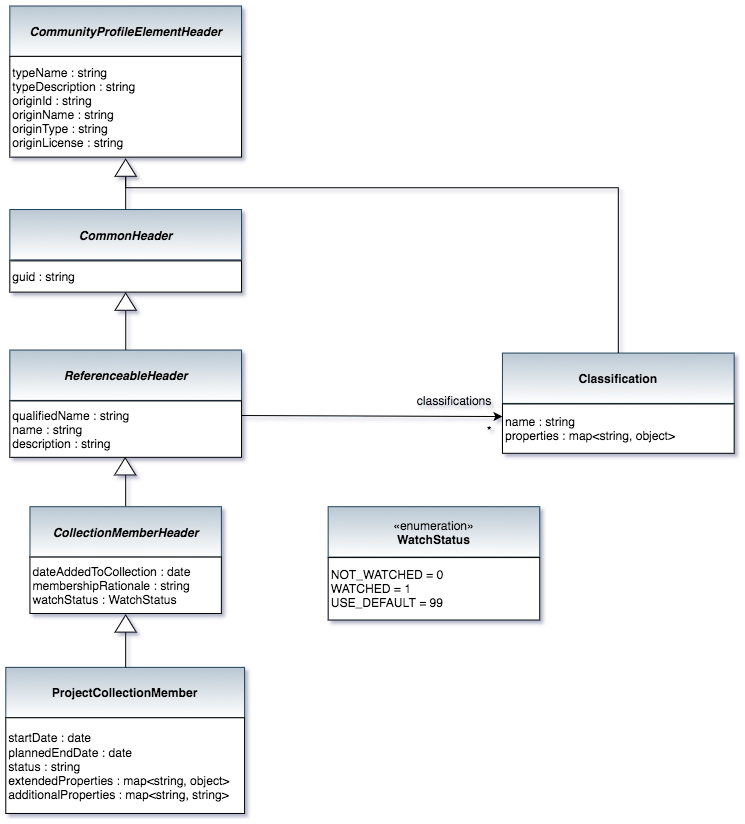 CommunityProfileElementHeader
typeName : string
typeDescription : string
originId : string
originName : string
originType : string
originLicense : string
CommonHeader
guid : string
ReferenceableHeader
qualifiedName : string
name : string
description : string
classifications
*
Classification
name : string
properties : map<string, object>
CollectionMemberHeader
dateAddedToCollection : date
membershipRationale : string
watchStatus : WatchStatus
«enumeration»
WatchStatus
NOT_WATCHED = 0
WATCHED = 1
USE_DEFAULT = 99
ProjectCollectionMember
startDate : date
plannedEndDate : date
status : string
extendedProperties : map<string, object>
additionalProperties : map<string, string>